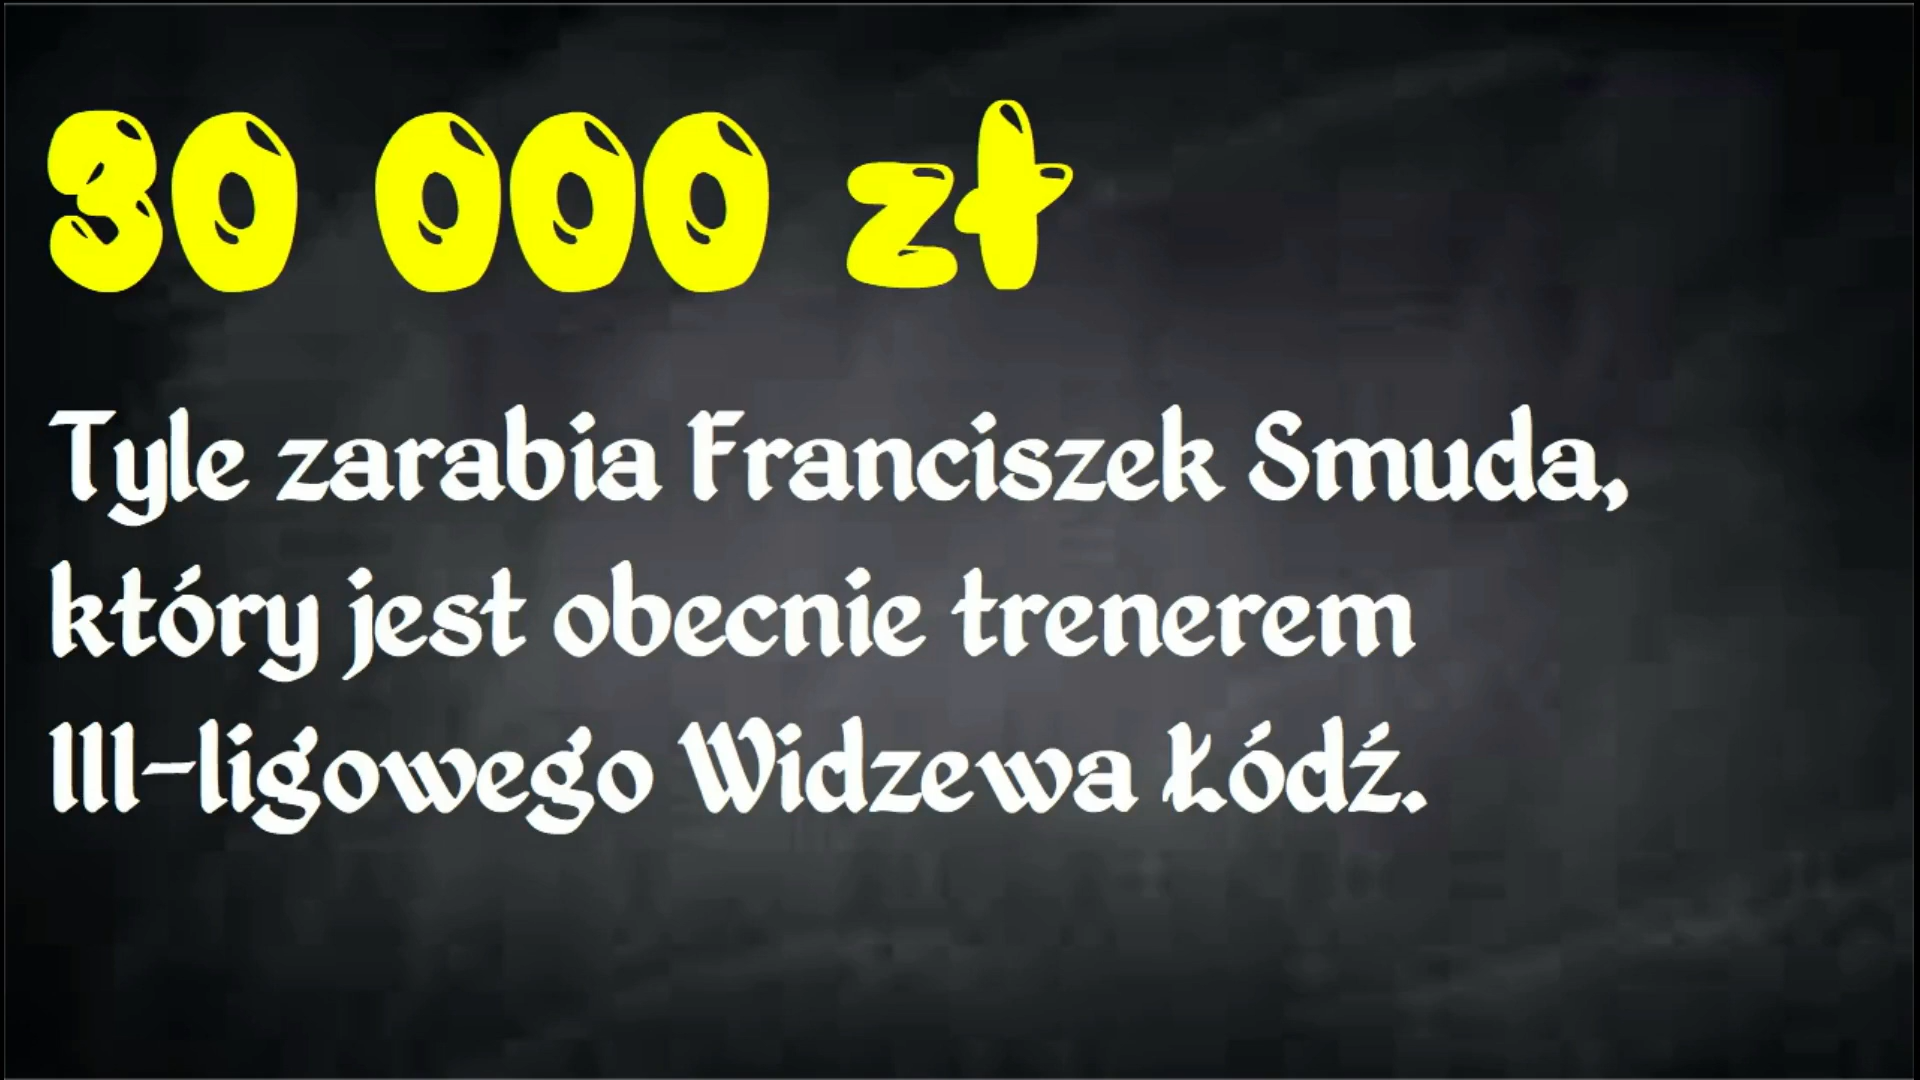 30 000 zł
Tyle zarabia Franciszek Smuda,
który jest obecnie trenerem
III-ligowego Widzewa Łódź.